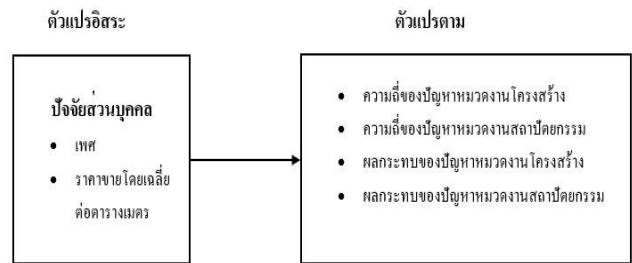 ตัวแปรอิสระ
ตัวแปรตาม
ปัจจัยส่วนบุคคล
• เพศ
• ราคาขายโดยเฉลี่ย
ต่อตารางเมตร
• ความถี่ของปัญหาหมวดงานโครงสร้าง
• ความถี่ของปัญหาหมวดงานสถาปัตยกรรม
• ผลกระทบของปัญหาหมวดงานโครงสร้าง
• ผลกระทบของปัญหาหมวดงานสถาปัตยกรรม